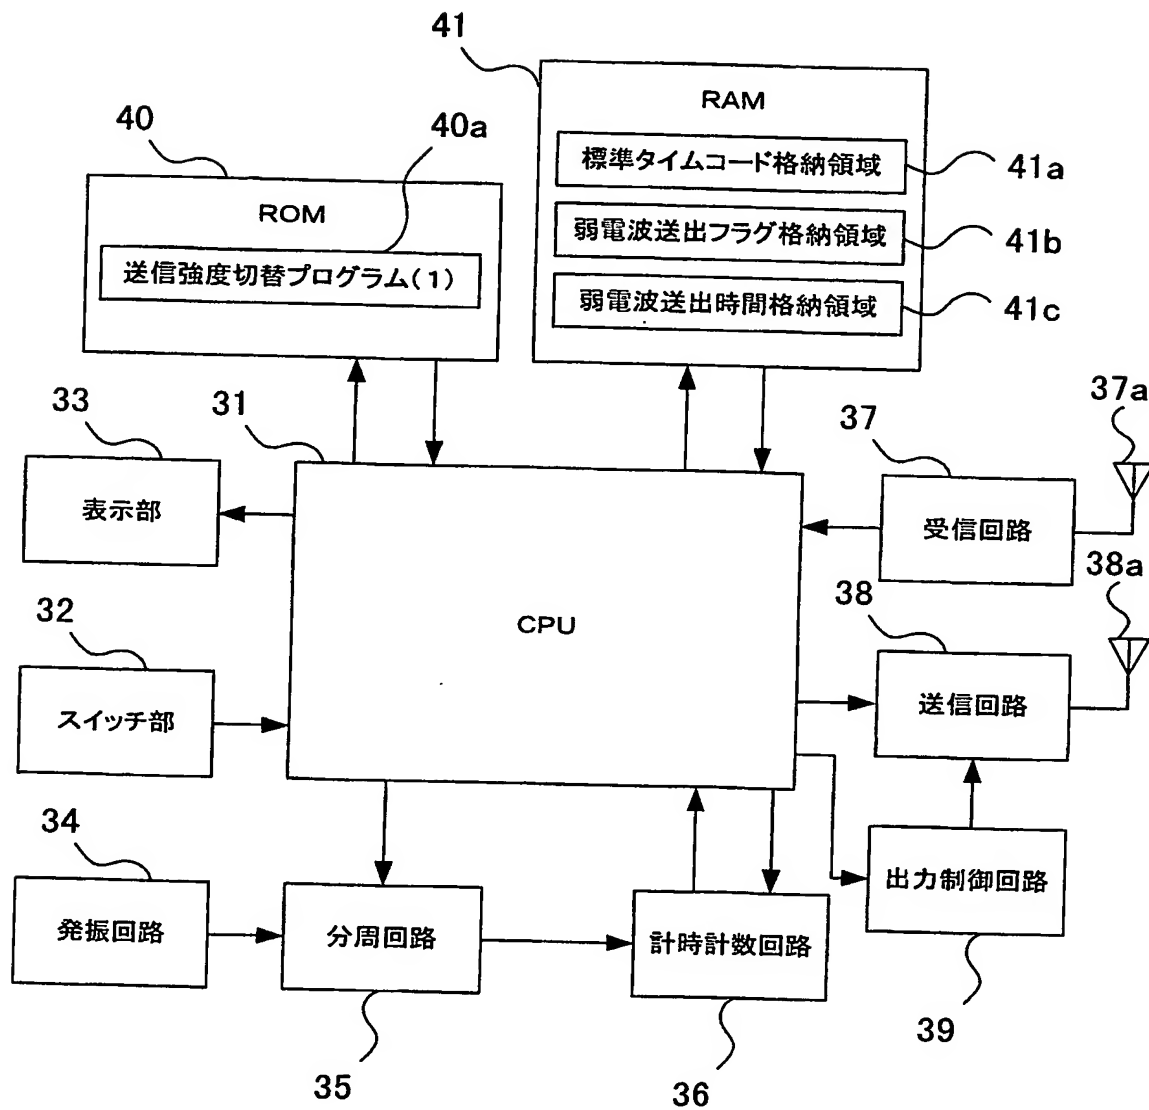 41
RAM
40
40a
標準タイムコード格納領域
41a
ROM
弱電波送出フラグ格納領域
41b
送信強度切替プログラム(1)
弱電波送出時間格納領域
41c
33
31
37
37a
表示部
受信回路
38a
32
CPU
38
スイッチ部
送信回路
34
出力制御回路
発振回路
分周回路
計時計数回路
39
35
36